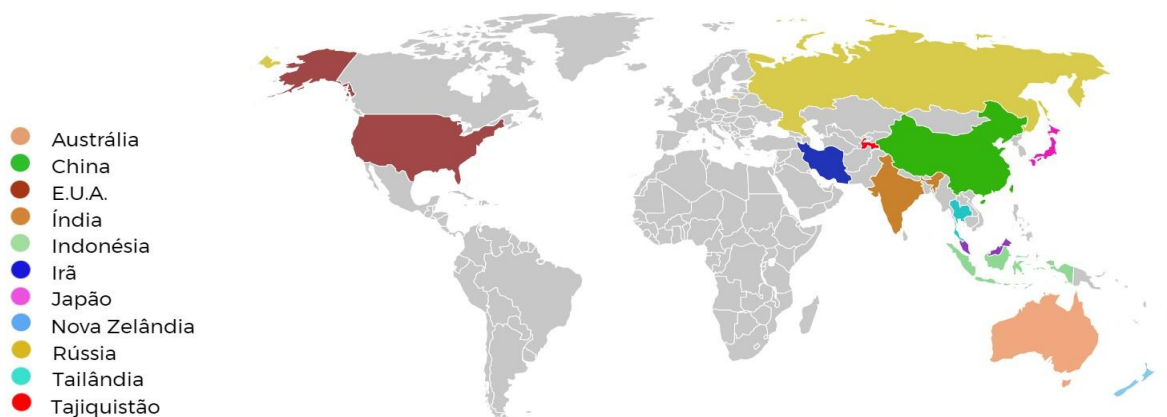 Austrália
China
E.U.A.
Índia
Indonésia
Irã
Japão
Nova Zelândia
Rússia
Tailândia
Tajiquistão